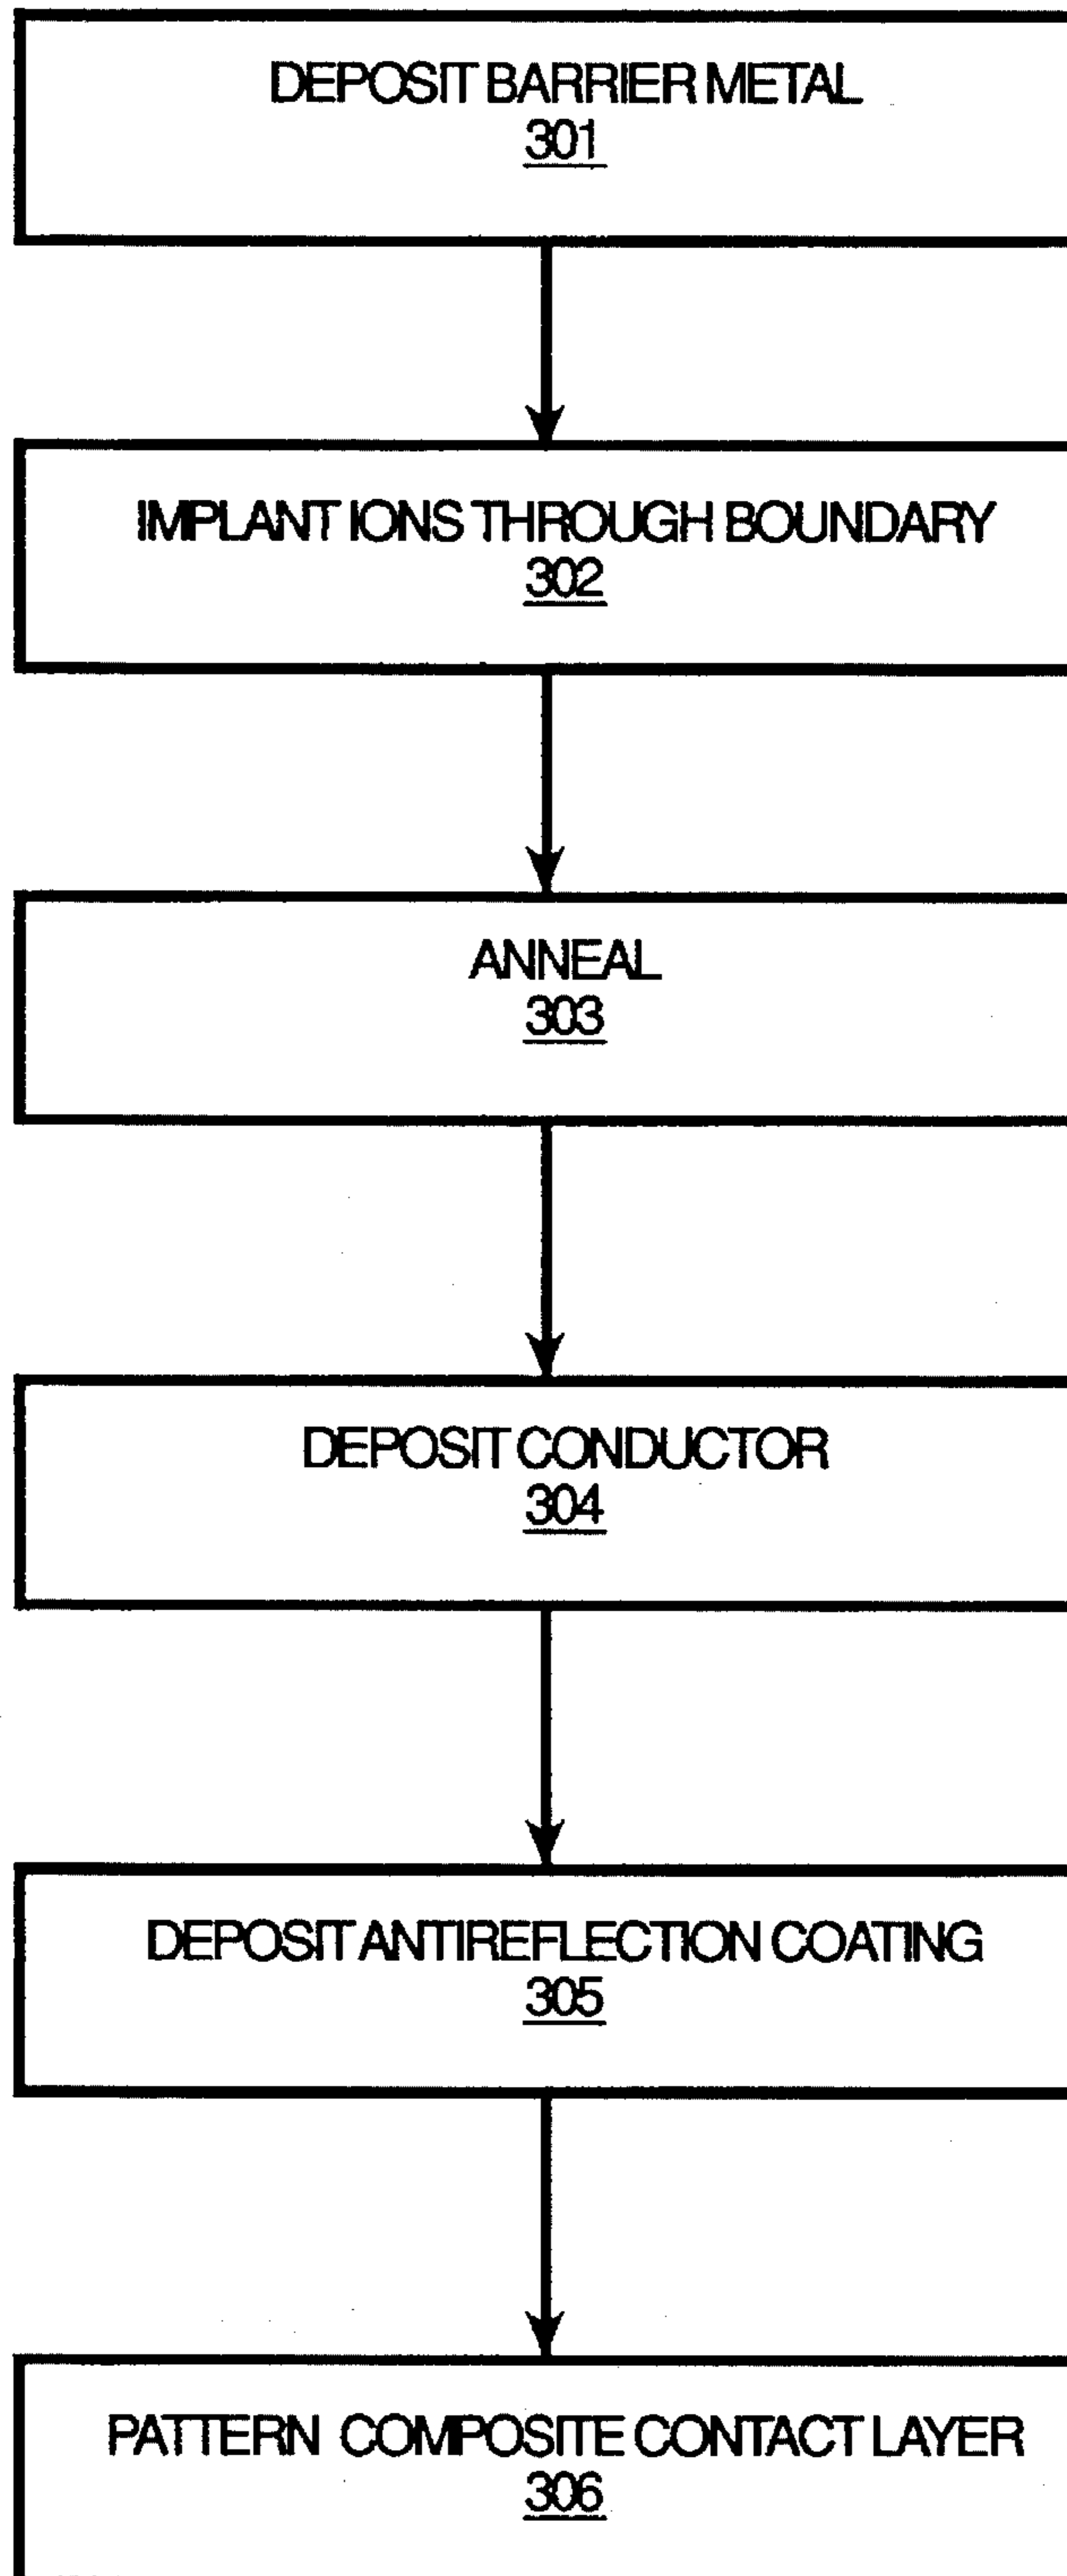 DEPOSIT BARRIER METAL
301
IMPLANT IONS THROUGH BOUNDARY
302
ANNEAL
303
DEPOSIT CONDUCTOR
304
DEPOSIT ANTIREFLECTION COATING
305
PATTERN COMPOSITE CONTACT LAYER
306